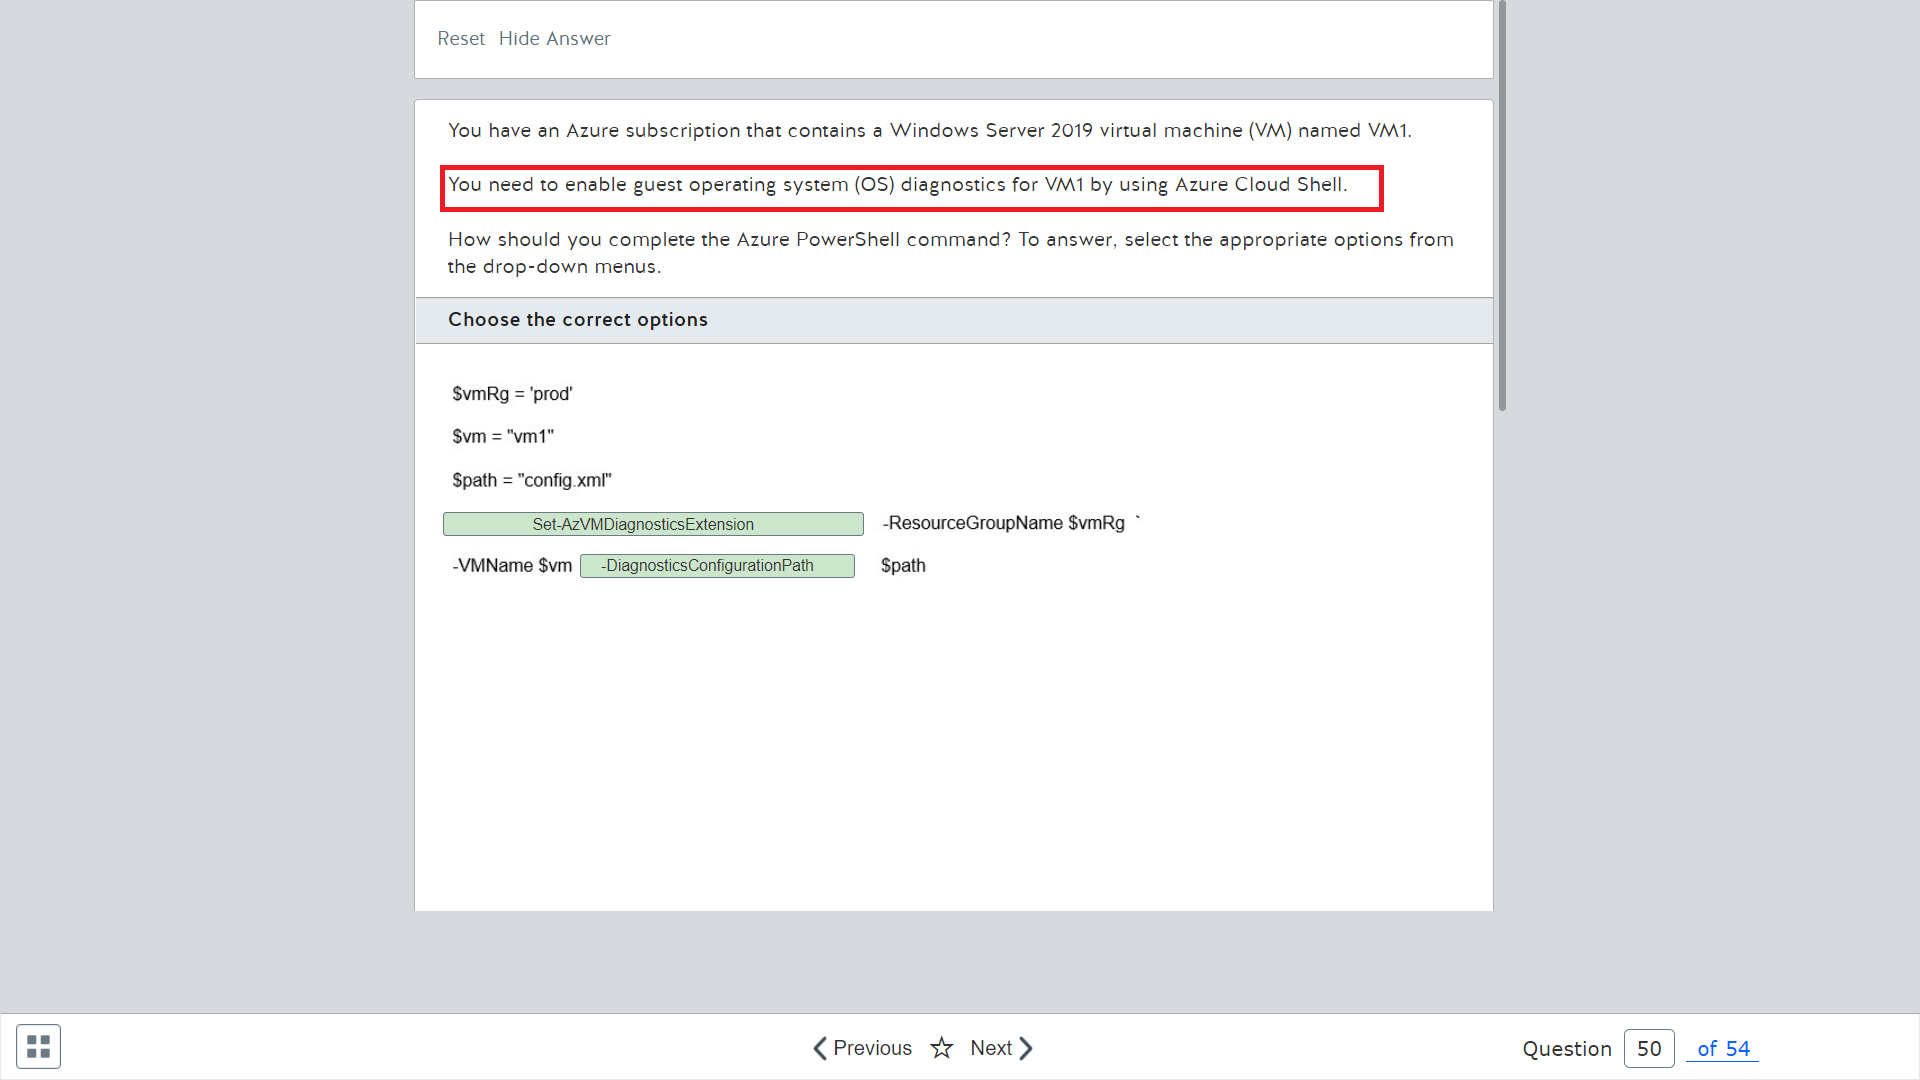 Reset Hide Answer
You have an Azure subscription that contains a Windows Server 2019 virtual machine (VM) named VM1.
You need to enable guest operating system (OS) diagnostics for VM1 by using Azure Cloud Shell.
How should you complete the Azure PowerShell command? To answer, select the appropriate options from
the drop-down menus.
Choose the correct options
$vmRg = 'prod'
$vm = "vm1"
$path = "config.xml"
Set-AzVMDiagnosticsExtension -ResourceGroupName $vmRg `
-VMName $vm -DiagnosticsConfigurationPath $path
Previous Next Question 50 of 54